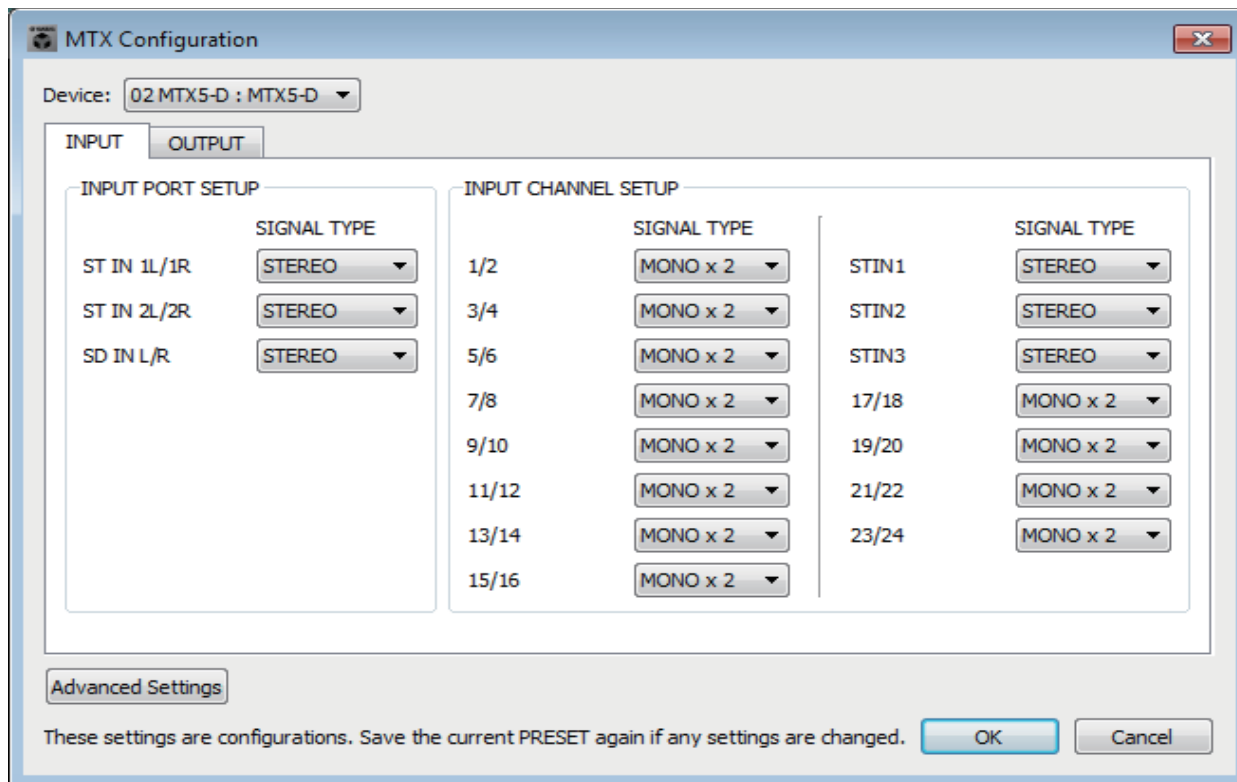 MTX Configuration
Device: 02 MTX5-D : MTX5-D
INPUT OUTPUT
INPUT PORT SETUP
SIGNAL TYPE
ST IN 1L/1R STEREO
ST IN 2L/2R STEREO
SD IN L/R STEREO
INPUT CHANNEL SETUP
SIGNAL TYPE
1/2 MONO x 2
3/4 MONO x 2
5/6 MONO x 2
7/8 MONO x 2
9/10 MONO x 2
11/12 MONO x 2
13/14 MONO x 2
15/16 MONO x 2
SIGNAL TYPE
STIN1 STEREO
STIN2 STEREO
STIN3 STEREO
17/18 MONO x 2
19/20 MONO x 2
21/22 MONO x 2
23/24 MONO x 2
Advanced Settings
These settings are configurations. Save the current PRESET again if any settings are changed. OK Cancel